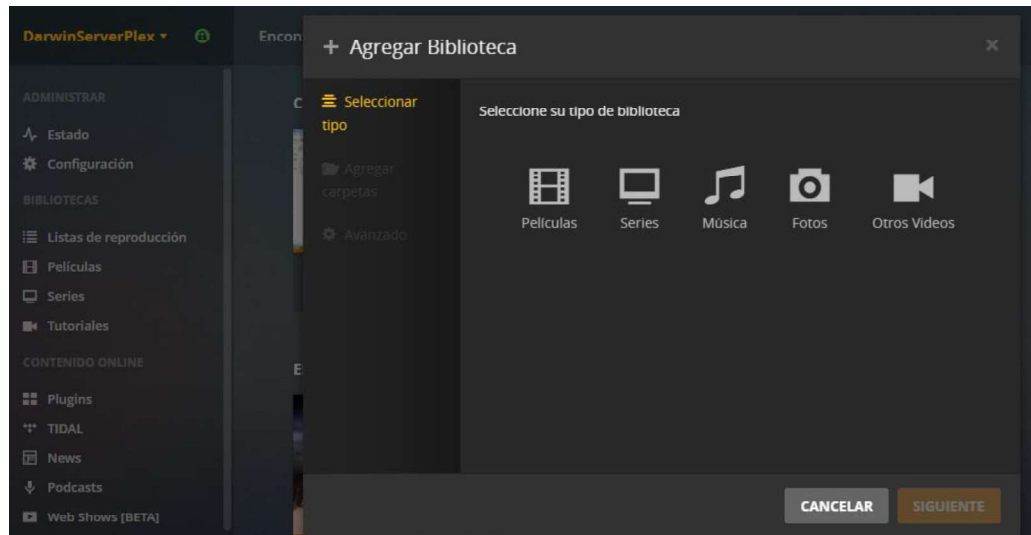 DarwinServerPlex
Encon
ADMINISTRAR
Estado
Configuración
BIBLIOTECAS
Listas de reproducción
Películas
Series
Tutoriales
CONTENIDO ONLINE
Plugins
TIDAL
News
Podcasts
Web Shows [BETA]
C
E
+ Agregar Biblioteca
Seleccionar
tipo
Agregar
carpetas
Avanzado
Seleccione su tipo de biblioteca
Películas Series Música Fotos Otros Videos
CANCELAR SIGUIENTE